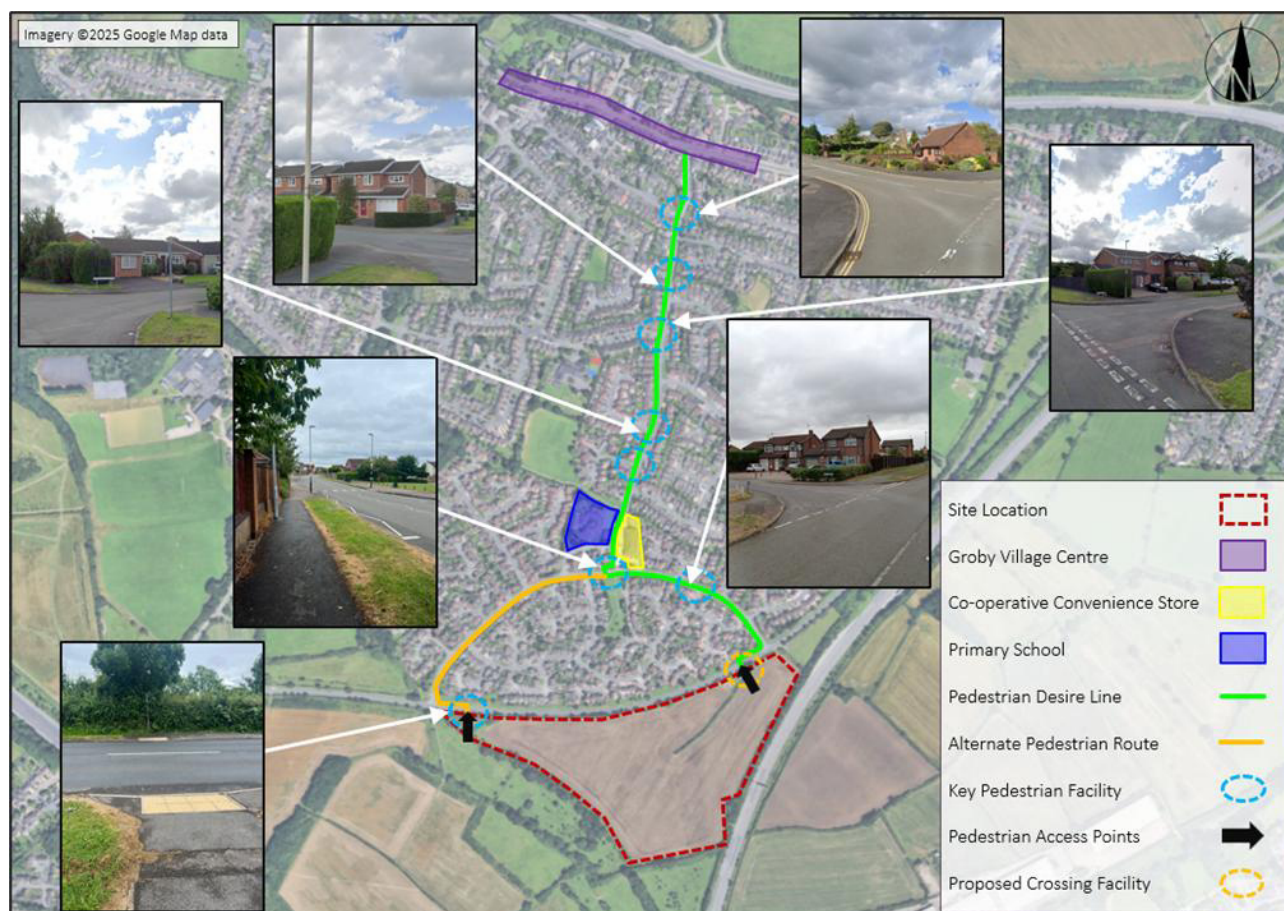 Imagery ©2025 Google Map data
N
Site Location
Groby Village Centre
Co-operative Convenience Store
Primary School
Pedestrian Desire Line
Alternate Pedestrian Route
Key Pedestrian Facility
Pedestrian Access Points
Proposed Crossing Facility